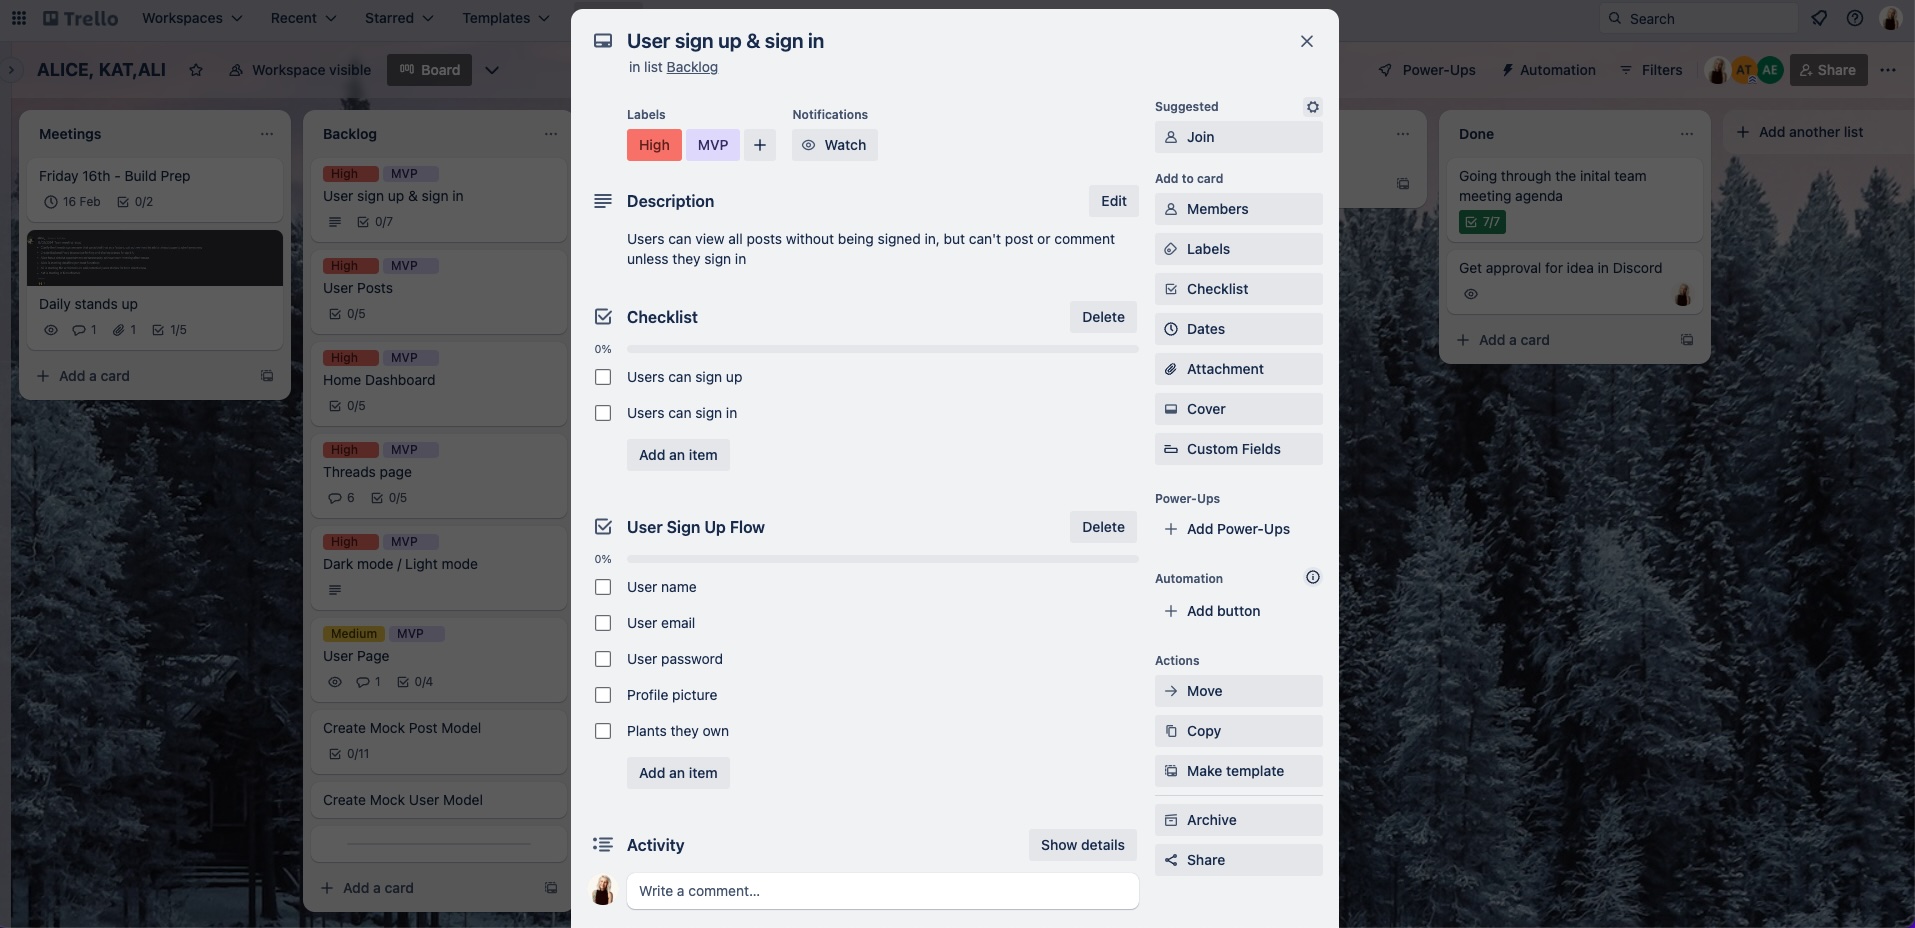 Trello
Workspaces
Recent
Starred
Templates
Search
ALICE, KAT,ALI
Workspace visible
Board
Power-Ups
Automation
Filters
AT
AE
Share
Meetings
Friday 16th - Build Prep
16 Feb
0/2
Daily stands up
1
1
1/5
Add a card
Backlog
High
MVP
User sign up & sign in
0/7
High
MVP
User Posts
0/5
High
MVP
Home Dashboard
0/5
High
MVP
Threads page
6
0/5
High
MVP
Dark mode / Light mode
Medium
MVP
User Page
1
0/4
Create Mock Post Model
0/11
Create Mock User Model
Add a card
User sign up & sign in
in list Backlog
Labels
High
MVP
Notifications
Watch
Description
Edit
Users can view all posts without being signed in, but can't post or comment
unless they sign in
Checklist
Delete
0%
Users can sign up
Users can sign in
Add an item
User Sign Up Flow
Delete
0%
User name
User email
User password
Profile picture
Plants they own
Add an item
Activity
Show details
Write a comment…
Suggested
Join
Add to card
Members
Labels
Checklist
Dates
Attachment
Cover
Custom Fields
Power-Ups
Add Power-Ups
Automation
Add button
Actions
Move
Copy
Make template
Archive
Share
Done
Going through the inital team
meeting agenda
7/7
Get approval for idea in Discord
Add a card
Add another list